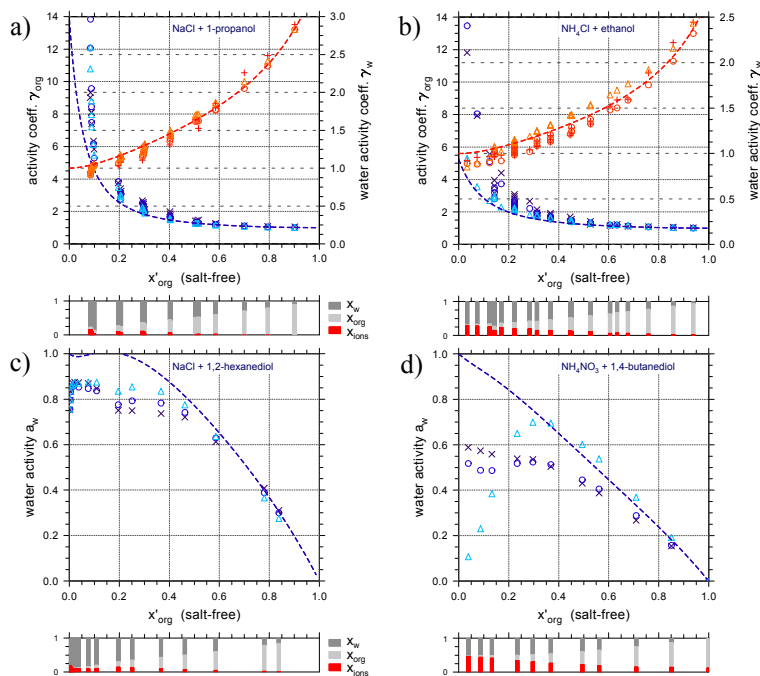 a)
NaCl + 1-propanol
activity coeff. γorg
14
12
10
8
6
4
2
0
water activity coeff. γw
3.0
2.5
2.0
1.5
1.0
0.5
0.0
0.0 0.2 0.4 0.6 0.8 1.0
x'org (salt-free)
1
0
xw
xorg
xions
b)
NH4Cl + ethanol
activity coeff. γorg
14
12
10
8
6
4
2
0
water activity coeff. γw
2.5
2.0
1.5
1.0
0.5
0.0
0.0 0.2 0.4 0.6 0.8 1.0
x'org (salt-free)
1
0
c)
NaCl + 1,2-hexanediol
water activity aw
1.0
0.8
0.6
0.4
0.2
0.0
0.0 0.2 0.4 0.6 0.8 1.0
x'org (salt-free)
1
0
xw
xorg
xions
d)
NH4NO3 + 1,4-butanediol
water activity aw
1.0
0.8
0.6
0.4
0.2
0.0
0.0 0.2 0.4 0.6 0.8 1.0
x'org (salt-free)
1
0